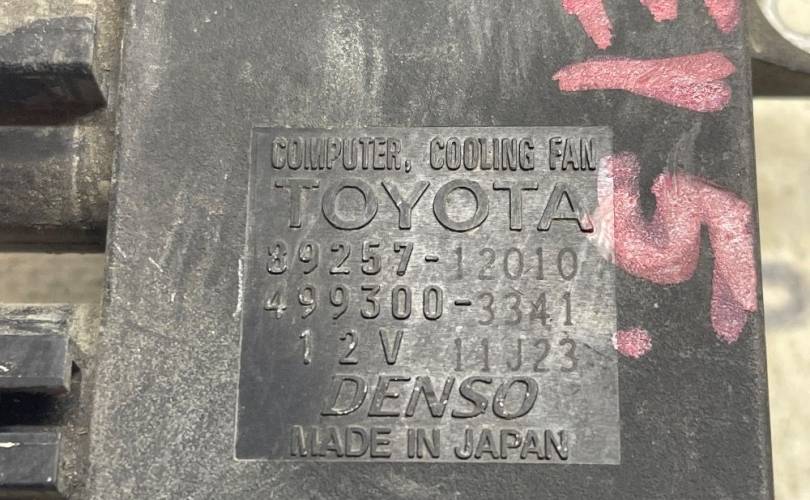 COMPUTER, COOLING FAN
TOYOTA
89257-12010
499300-3341
12V 11J23
DENSO
MADE IN JAPAN